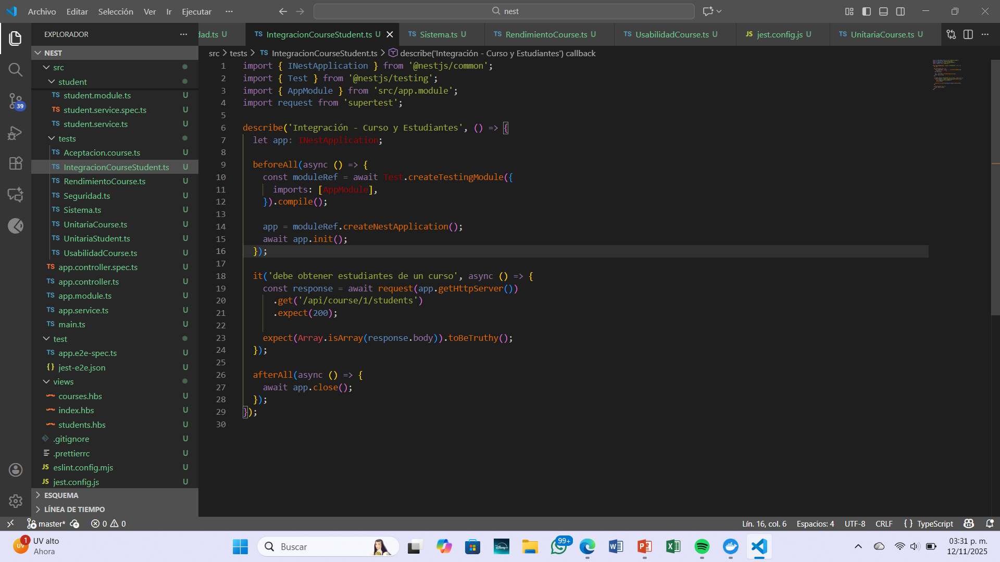 Archivo Editar Selección Ver Ir Ejecutar ··· nest
EXPLORADOR ···
dad.ts U
TS IntegracionCourseStudent.ts U
TS Sistema.ts U
TS RendimientoCourse.ts U
TS UsabilidadCourse.ts U
JS jest.config.js U
TS UnitariaCourse.ts U
NEST
src
student
TS student.module.ts U
TS student.service.spec.ts U
TS student.service.ts U
tests
TS Aceptacion.course.ts U
TS IntegracionCourseStudent.ts U
TS RendimientoCourse.ts U
TS Seguridad.ts U
TS Sistema.ts U
TS UnitariaCourse.ts U
TS UnitariaStudent.ts U
TS UsabilidadCourse.ts U
TS app.controller.spec.ts U
TS app.controller.ts U
TS app.module.ts U
TS app.service.ts U
TS main.ts U
test
TS app.e2e-spec.ts U
{} jest-e2e.json U
views
courses.hbs U
index.hbs U
students.hbs U
.gitignore U
.prettierrc U
JS eslint.config.mjs U
JS jest.config.js U
ESQUEMA
LÍNEA DE TIEMPO
39
src > tests > TS IntegracionCourseStudent.ts > describe('Integración - Curso y Estudiantes') callback
1 import { INestApplication } from '@nestjs/common';
2 import { Test } from '@nestjs/testing';
3 import { AppModule } from 'src/app.module';
4 import request from 'supertest';
5
6 describe('Integración - Curso y Estudiantes', () => {
7 let app: INestApplication;
8
9 beforeAll(async () => {
10 const moduleRef = await Test.createTestingModule({
11 imports: [AppModule],
12 }).compile();
13
14 app = moduleRef.createNestApplication();
15 await app.init();
16 });
17
18 it('debe obtener estudiantes de un curso', async () => {
19 const response = await request(app.getHttpServer())
20 .get('/api/course/1/students')
21 .expect(200);
22
23 expect(Array.isArray(response.body)).toBeTruthy();
24 });
25
26 afterAll(async () => {
27 await app.close();
28 });
29 });
30
master* 0 0 Lín. 16, col. 6 Espacios: 4 UTF-8 CRLF {} TypeScript
1
UV
UV alto
Ahora
Buscar
Disney+
99+
03:31 p. m.
12/11/2025